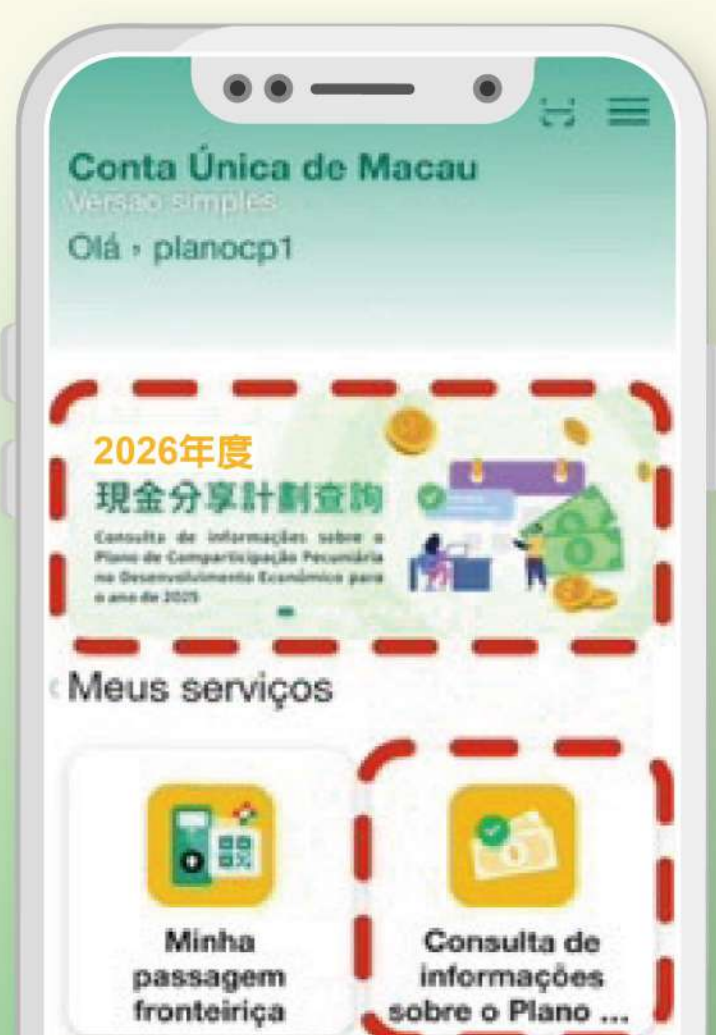 Conta Única de Macau
Versão simples
Olá , planocp1
2026年度
現金分享計劃查詢
Consulta de informações sobre o
Plano de Comparticipação Pecuniária
no Desenvolvimento Económico para
o ano de 2025
Meus serviços
Minha
passagem
fronteiriça
Consulta de
informações
sobre o Plano ...